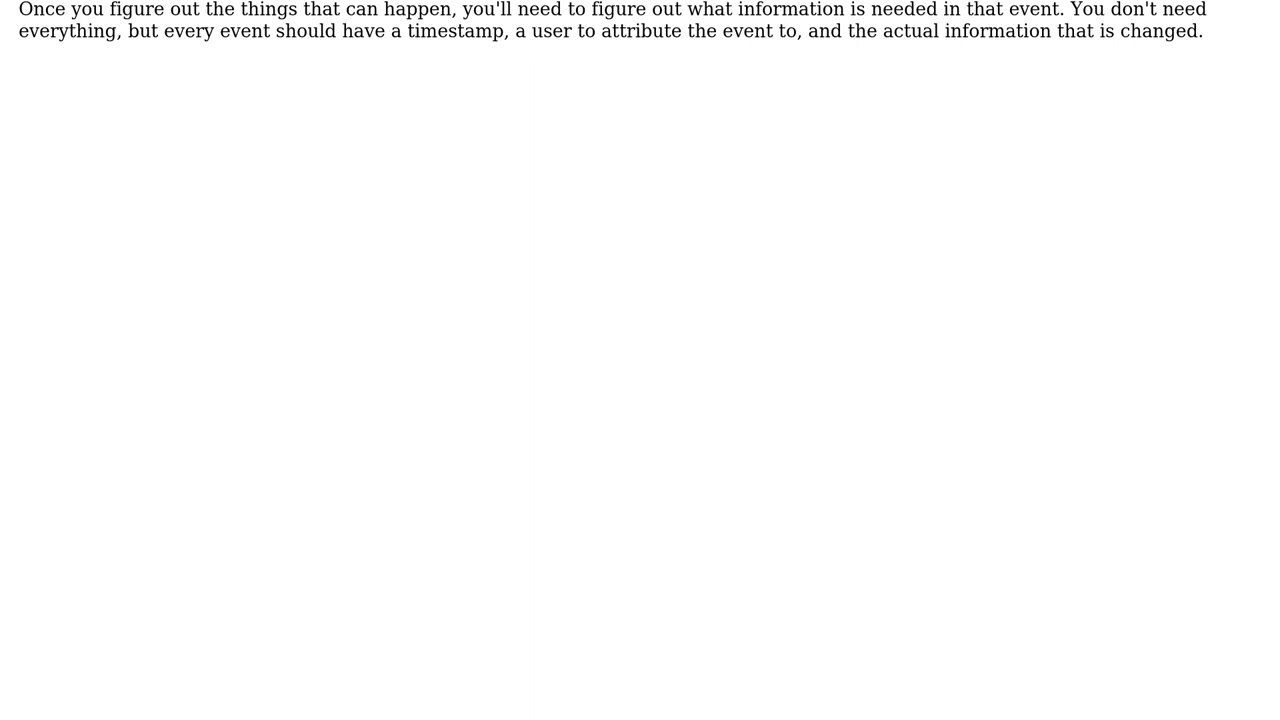 Once you figure out the things that can happen, you'll need to figure out what information is needed in that event. You don't need
everything, but every event should have a timestamp, a user to attribute the event to, and the actual information that is changed.